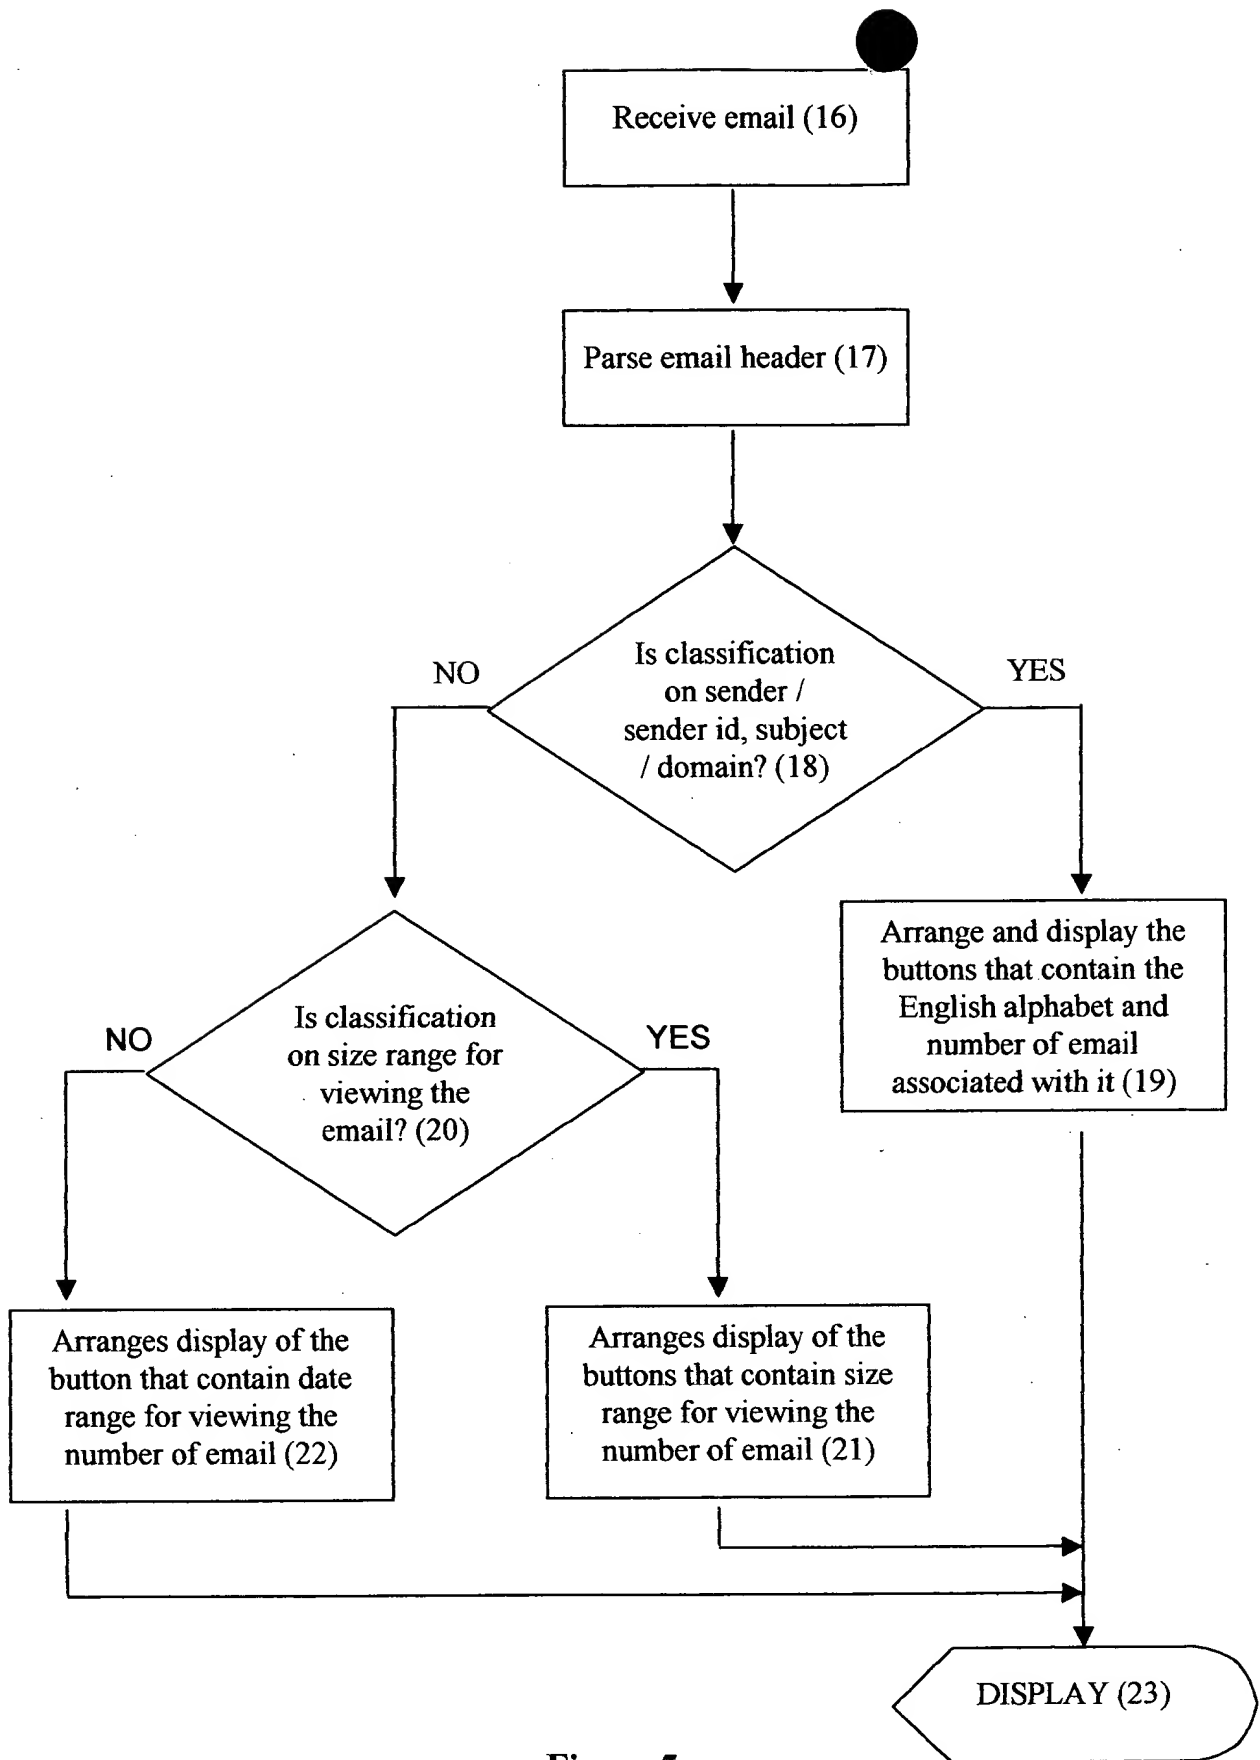 Receive email (16)
Parse email header (17)
Is classification
on sender /
sender id, subject
/ domain? (18)
NO
YES
Arrange and display the
buttons that contain the
English alphabet and
number of email
associated with it (19)
Is classification
on size range for
viewing the
email? (20)
NO
YES
Arranges display of the
button that contain date
range for viewing the
number of email (22)
Arranges display of the
buttons that contain size
range for viewing the
number of email (21)
DISPLAY (23)